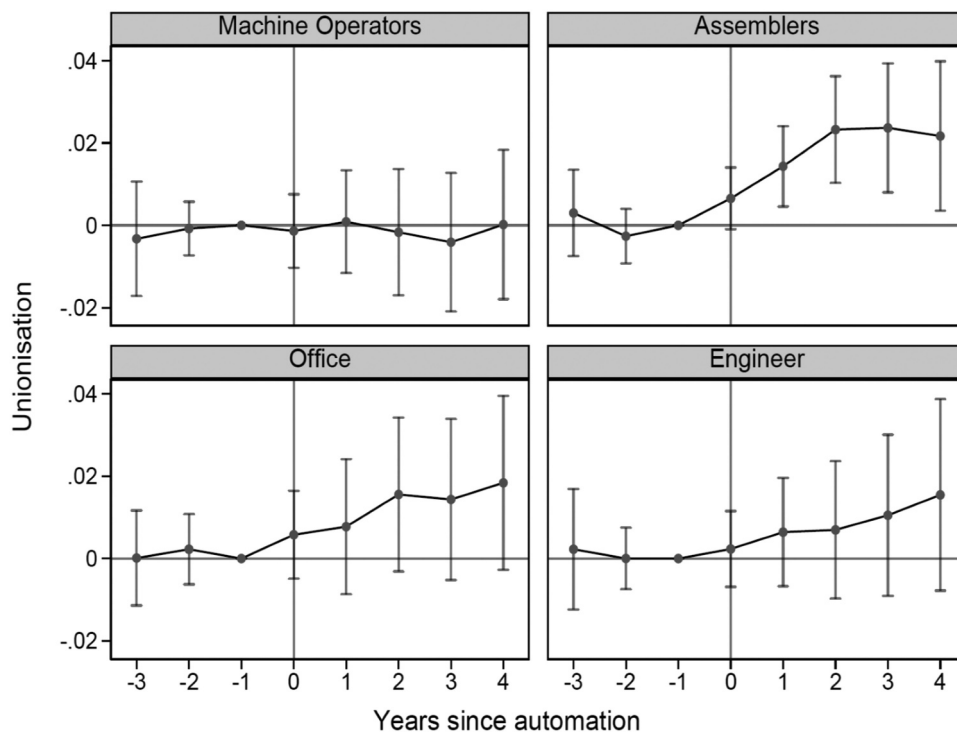 Machine Operators
Assemblers
.04
.02
0
-.02
Office
Engineer
.04
.02
0
-.02
Unionisation
-3 -2 -1 0 1 2 3 4
-3 -2 -1 0 1 2 3 4
Years since automation